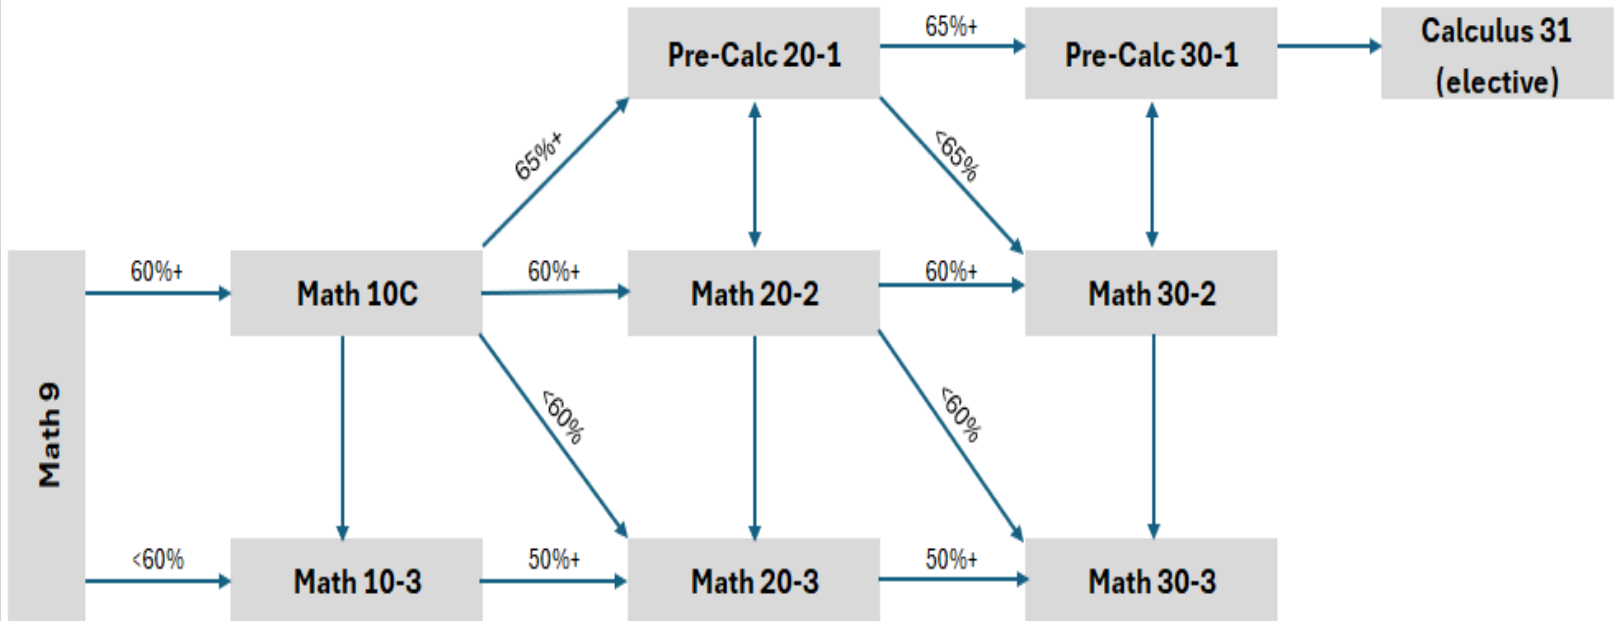 65%+
Pre-Calc 20-1
Pre-Calc 30-1
Calculus 31
(elective)
65%+
<65%
60%+
60%+
60%+
Math 10C
Math 20-2
Math 30-2
Math 9
<60%
<60%
<60%
50%+
50%+
Math 10-3
Math 20-3
Math 30-3